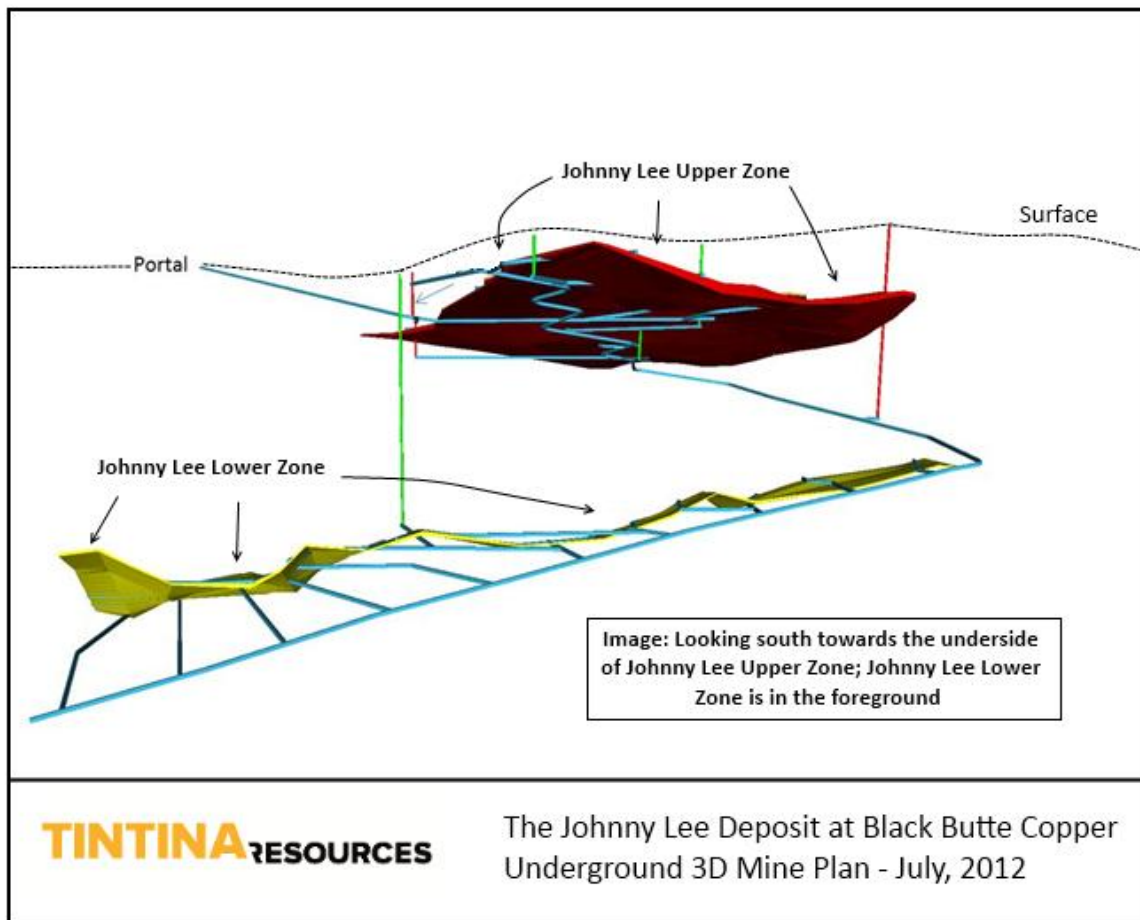 Johnny Lee Upper Zone
Surface
Portal
Johnny Lee Lower Zone
Image: Looking south towards the underside
of Johnny Lee Upper Zone; Johnny Lee Lower
Zone is in the foreground
TINTINA RESOURCES
The Johnny Lee Deposit at Black Butte Copper
Underground 3D Mine Plan - July, 2012